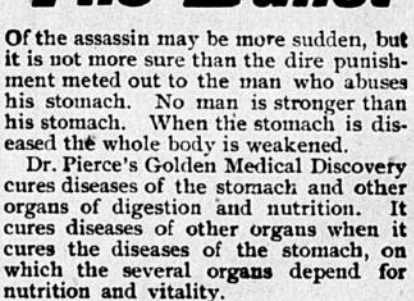 The Bullet
Of the assassin may be more sudden, but
it is not more sure than the dire punish-
ment meted out to the man who abuses
his stomach. No man is stronger than
his stomach. When the stomach is dis-
eased the whole body is weakened.
Dr. Pierce's Golden Medical Discovery
cures diseases of the stomach and other
organs of digestion and nutrition. It
cures diseases of other organs when it
cures the diseases of the stomach, on
which the several organs depend for
nutrition and vitality.